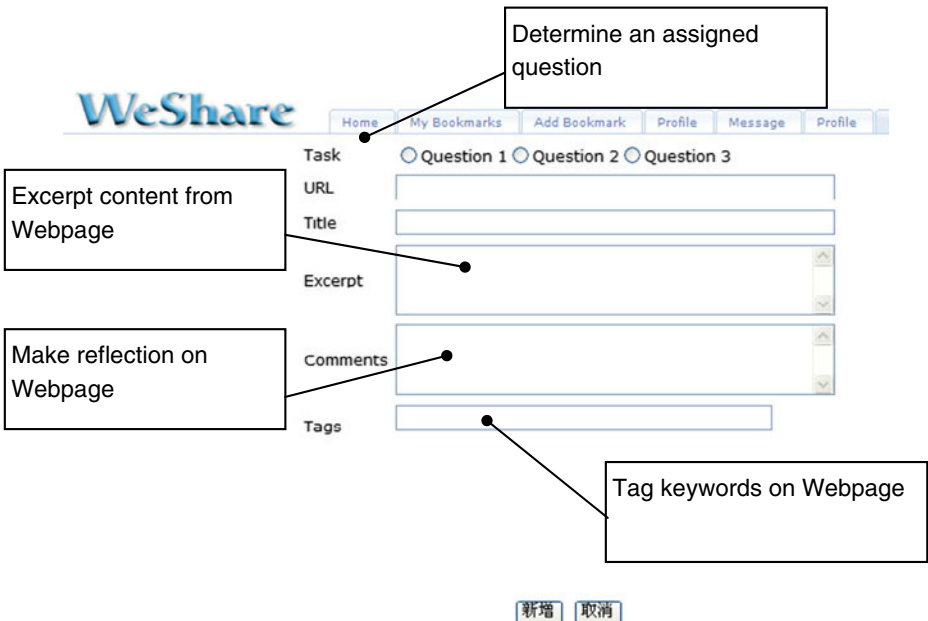 Determine an assigned
question
WeShare
Home My Bookmarks Add Bookmark Profile Message Profile
Task Question 1 Question 2 Question 3
Excerpt content from
Webpage
URL
Title
Excerpt
Make reflection on
Webpage
Comments
Tags
Tag keywords on Webpage
新增 取消